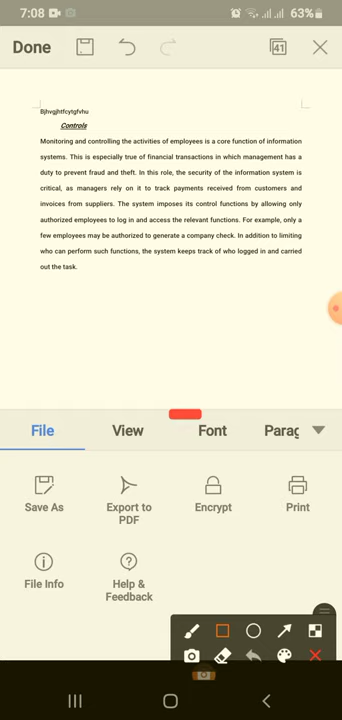 7:08 63%
Done 41
Bjhvgjhtfcytgfvhu
Controls
Monitoring and controlling the activities of employees is a core function of information
systems. This is especially true of financial transactions in which management has a
duty to prevent fraud and theft. In this role, the security of the information system is
critical, as managers rely on it to track payments received from customers and
invoices from suppliers. The system imposes its control functions by allowing only
authorized employees to log in and access the relevant functions. For example, only a
few employees may be authorized to generate a company check. In addition to limiting
who can perform such functions, the system keeps track of who logged in and carried
out the task.
File View Font Parag
Save As Export to PDF Encrypt Print
File Info Help & Feedback